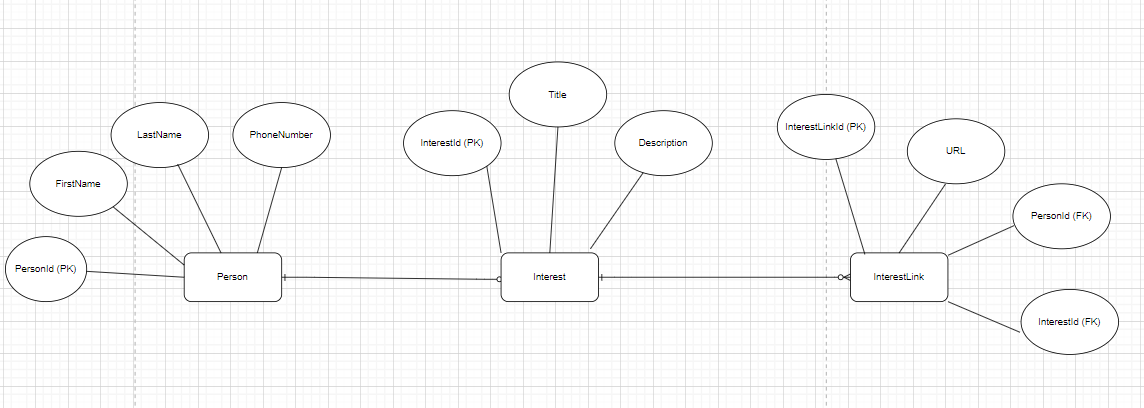 Title
LastName
PhoneNumber
InterestId (PK)
Description
InterestLinkId (PK)
URL
FirstName
PersonId (FK)
PersonId (PK)
Person
Interest
InterestLink
InterestId (FK)